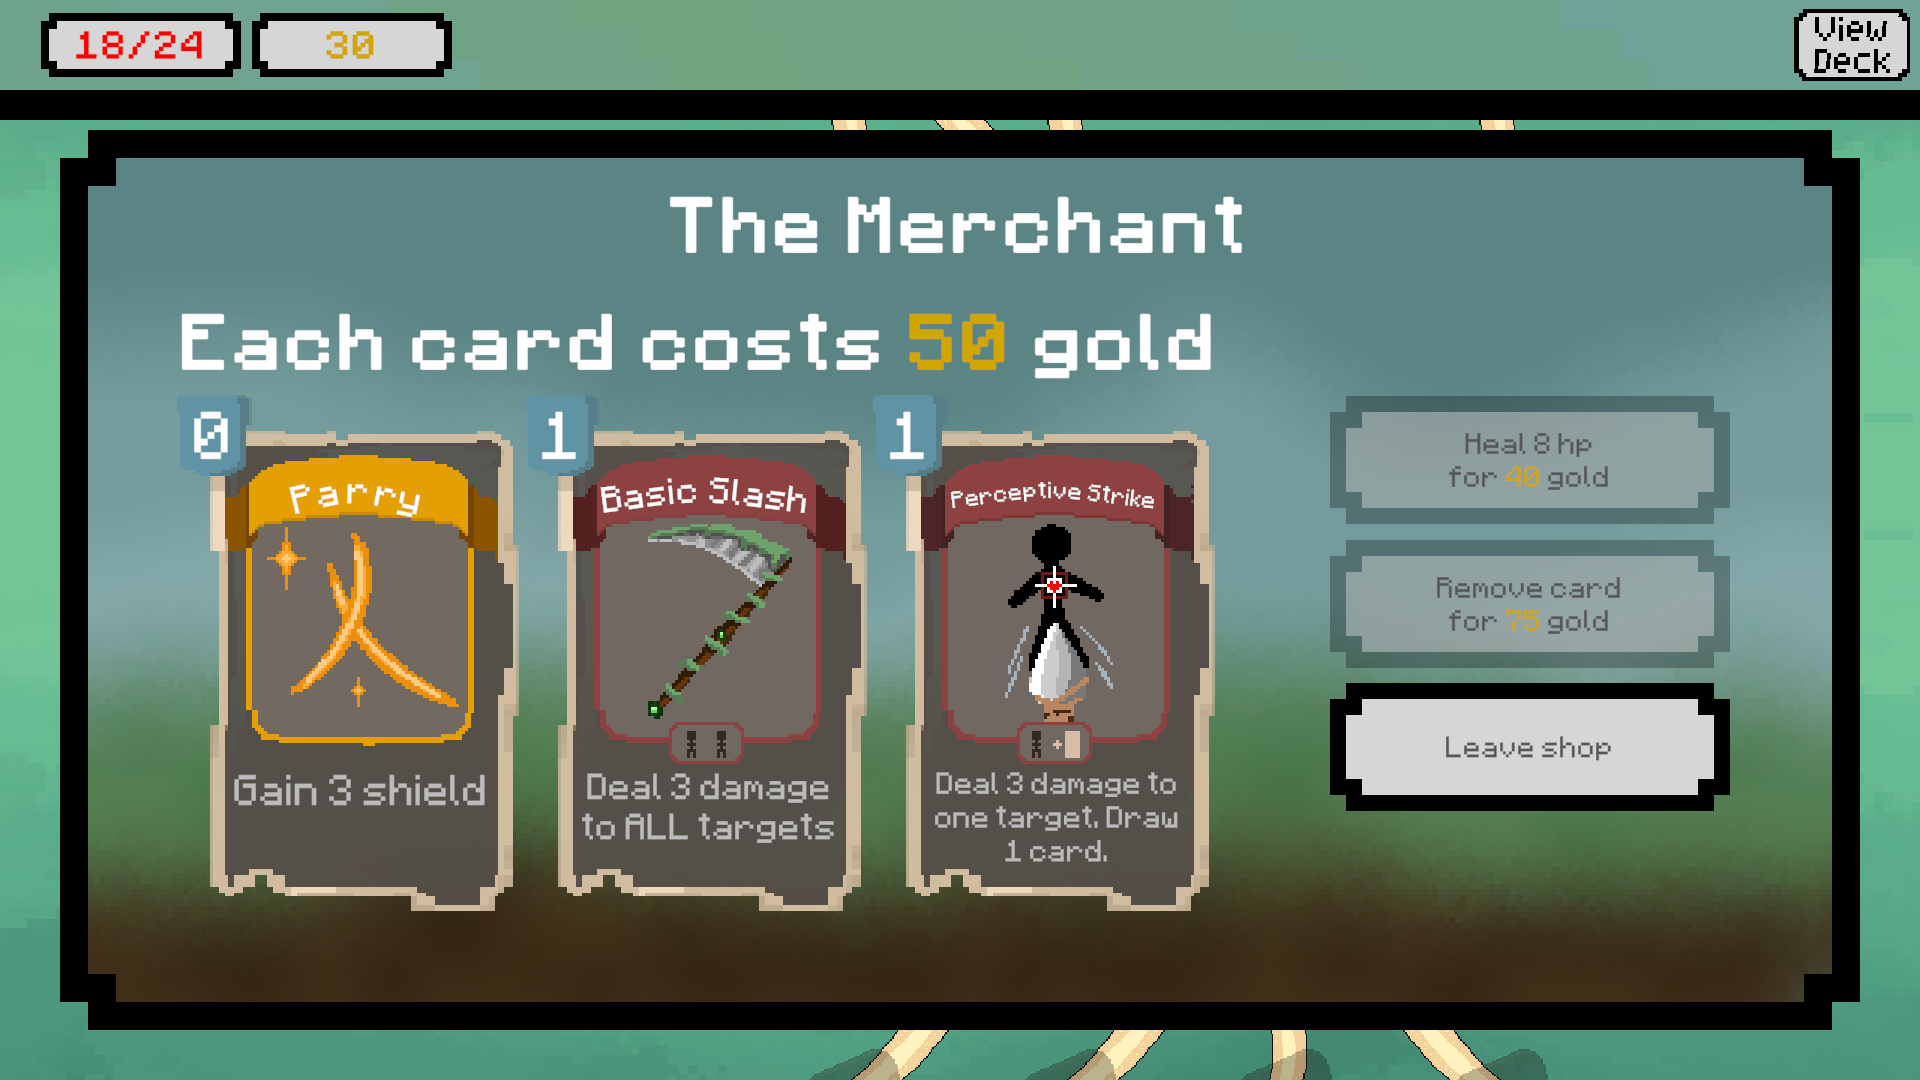 18/24
30
View
Deck
The Merchant
Each card costs 50 gold
0
Parry
Gain 3 shield
1
Basic Slash
Deal 3 damage
to ALL targets
1
Perceptive Strike
Deal 3 damage to
one target. Draw
1 card.
Heal 8 hp
for 40 gold
Remove card
for 75 gold
Leave shop